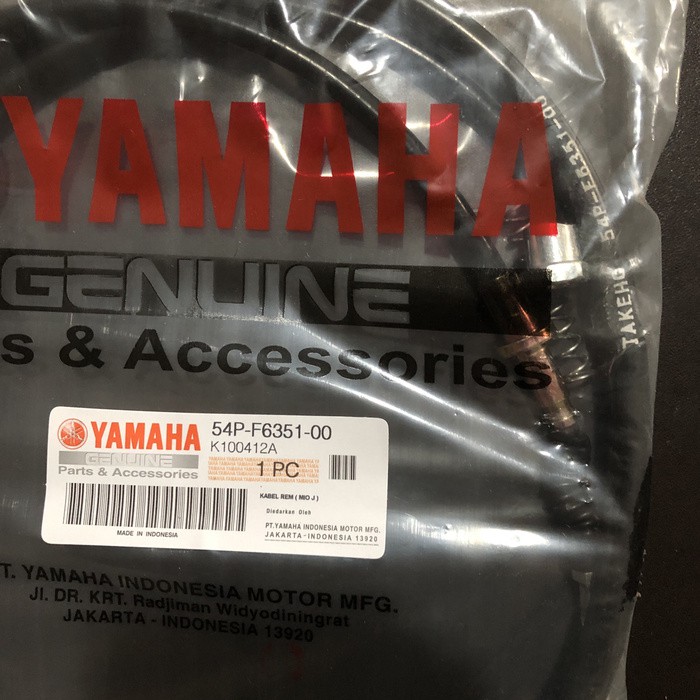 YAMAHA
GENUINE
s & Accessories
TAKEHO 54P-F6351-00
YAMAHA
GENUINE
Parts & Accessories
54P-F6351-00
K100412A
1 PC
KABEL REM ( MIO J )
Diedarkan Oleh
PT.YAMAHA INDONESIA MOTOR MFG.
JAKARTA - INDONESIA 13920
MADE IN INDONESIA
T. YAMAHA INDONESIA MOTOR MFG.
Jl. DR. KRT. Radjiman Widyodiningrat
JAKARTA - INDONESIA 13920